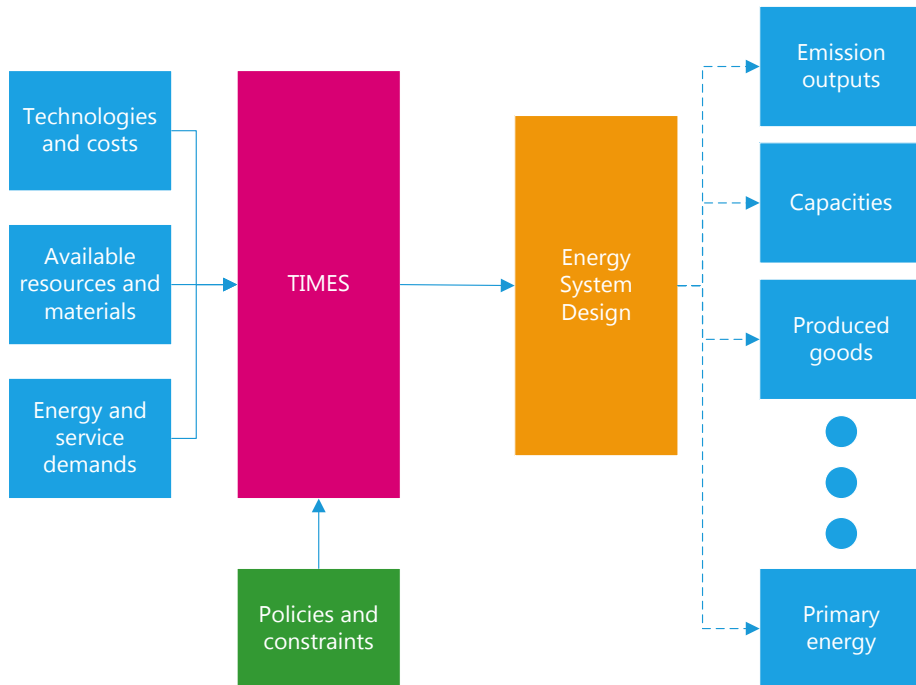 Technologies
and costs
Available
resources and
materials
Energy and
service
demands
TIMES
Policies and
constraints
Energy
System
Design
Emission
outputs
Capacities
Produced
goods
Primary
energy